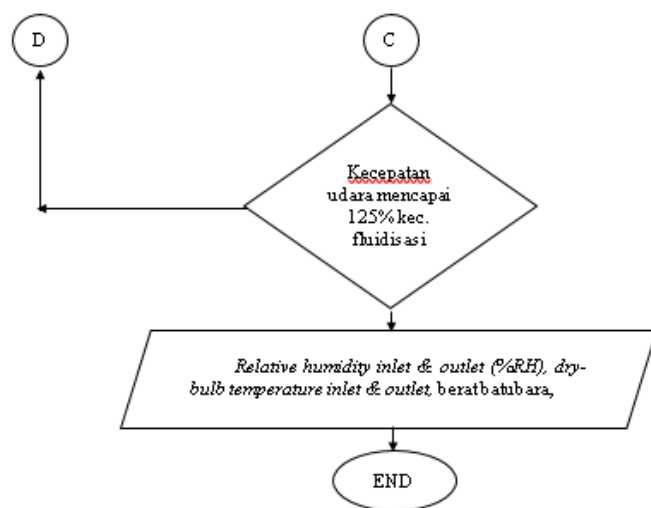 D
C
Kecepatan
udara mencapai
125% kec.
fluidisasi
Relative humidity inlet & outlet (%RH), dry-
bulb temperature inlet & outlet, berat batubara,
END